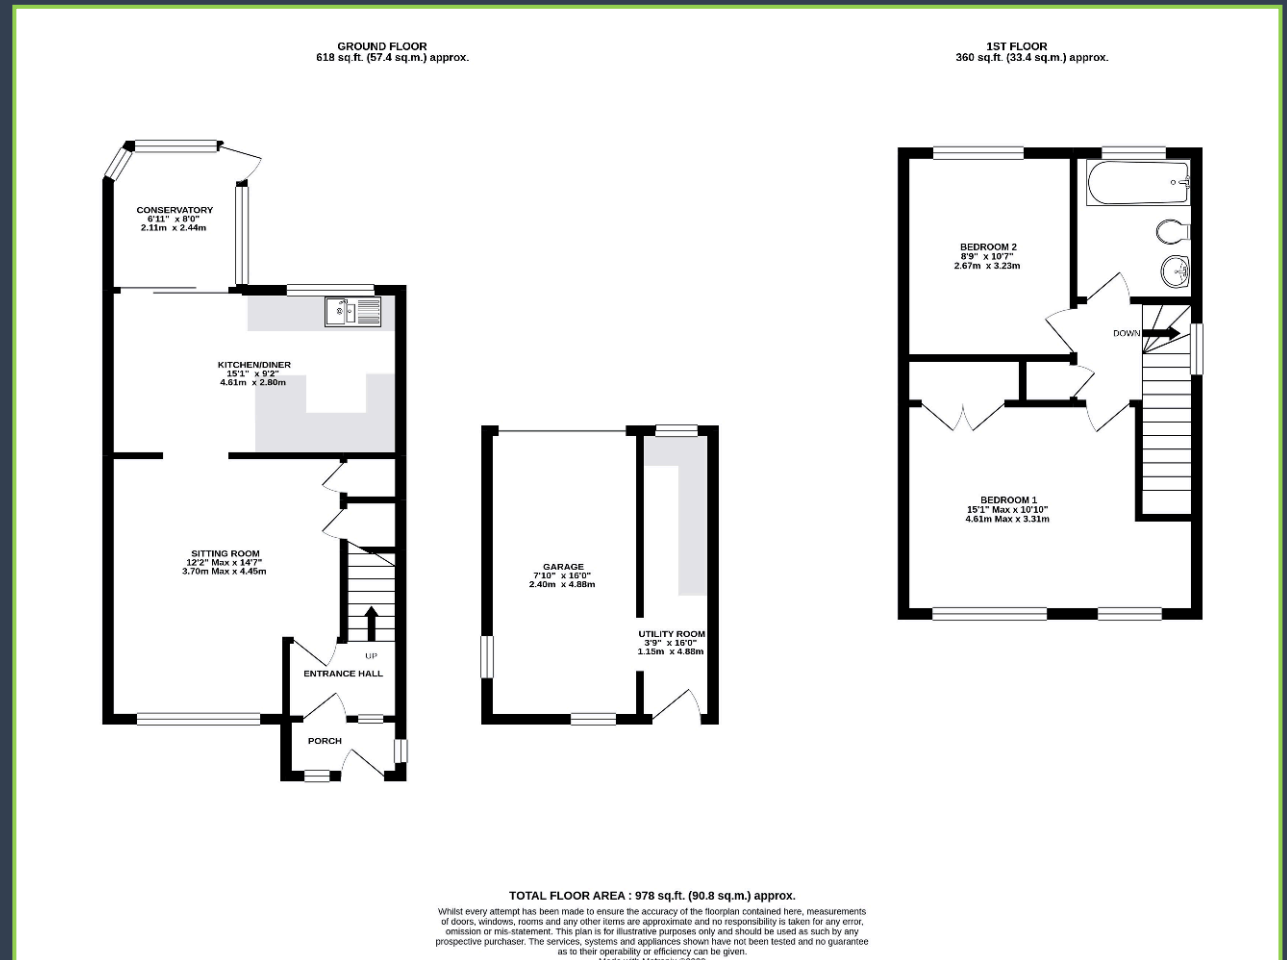 GROUND FLOOR
618 sq.ft. (57.4 sq.m.) approx.
1ST FLOOR
360 sq.ft. (33.4 sq.m.) approx.
CONSERVATORY
6'11" x 8'0"
2.11m x 2.44m
KITCHEN/DINER
15'1" x 9'2"
4.61m x 2.80m
SITTING ROOM
12'2" Max x 14'7"
3.70m Max x 4.45m
UP
ENTRANCE HALL
PORCH
GARAGE
7'10" x 16'0"
2.40m x 4.88m
UTILITY ROOM
3'9" x 16'0"
1.15m x 4.88m
BEDROOM 2
8'9" x 10'7"
2.67m x 3.23m
DOWN
BEDROOM 1
15'1" Max x 10'10"
4.61m Max x 3.31m
TOTAL FLOOR AREA : 978 sq.ft. (90.8 sq.m.) approx.
Whilst every attempt has been made to ensure the accuracy of the floorplan contained here, measurements
of doors, windows, rooms and any other items are approximate and no responsibility is taken for any error,
omission or mis-statement. This plan is for illustrative purposes only and should be used as such by any
prospective purchaser. The services, systems and appliances shown have not been tested and no guarantee
as to their operability or efficiency can be given.
Made with Metropix